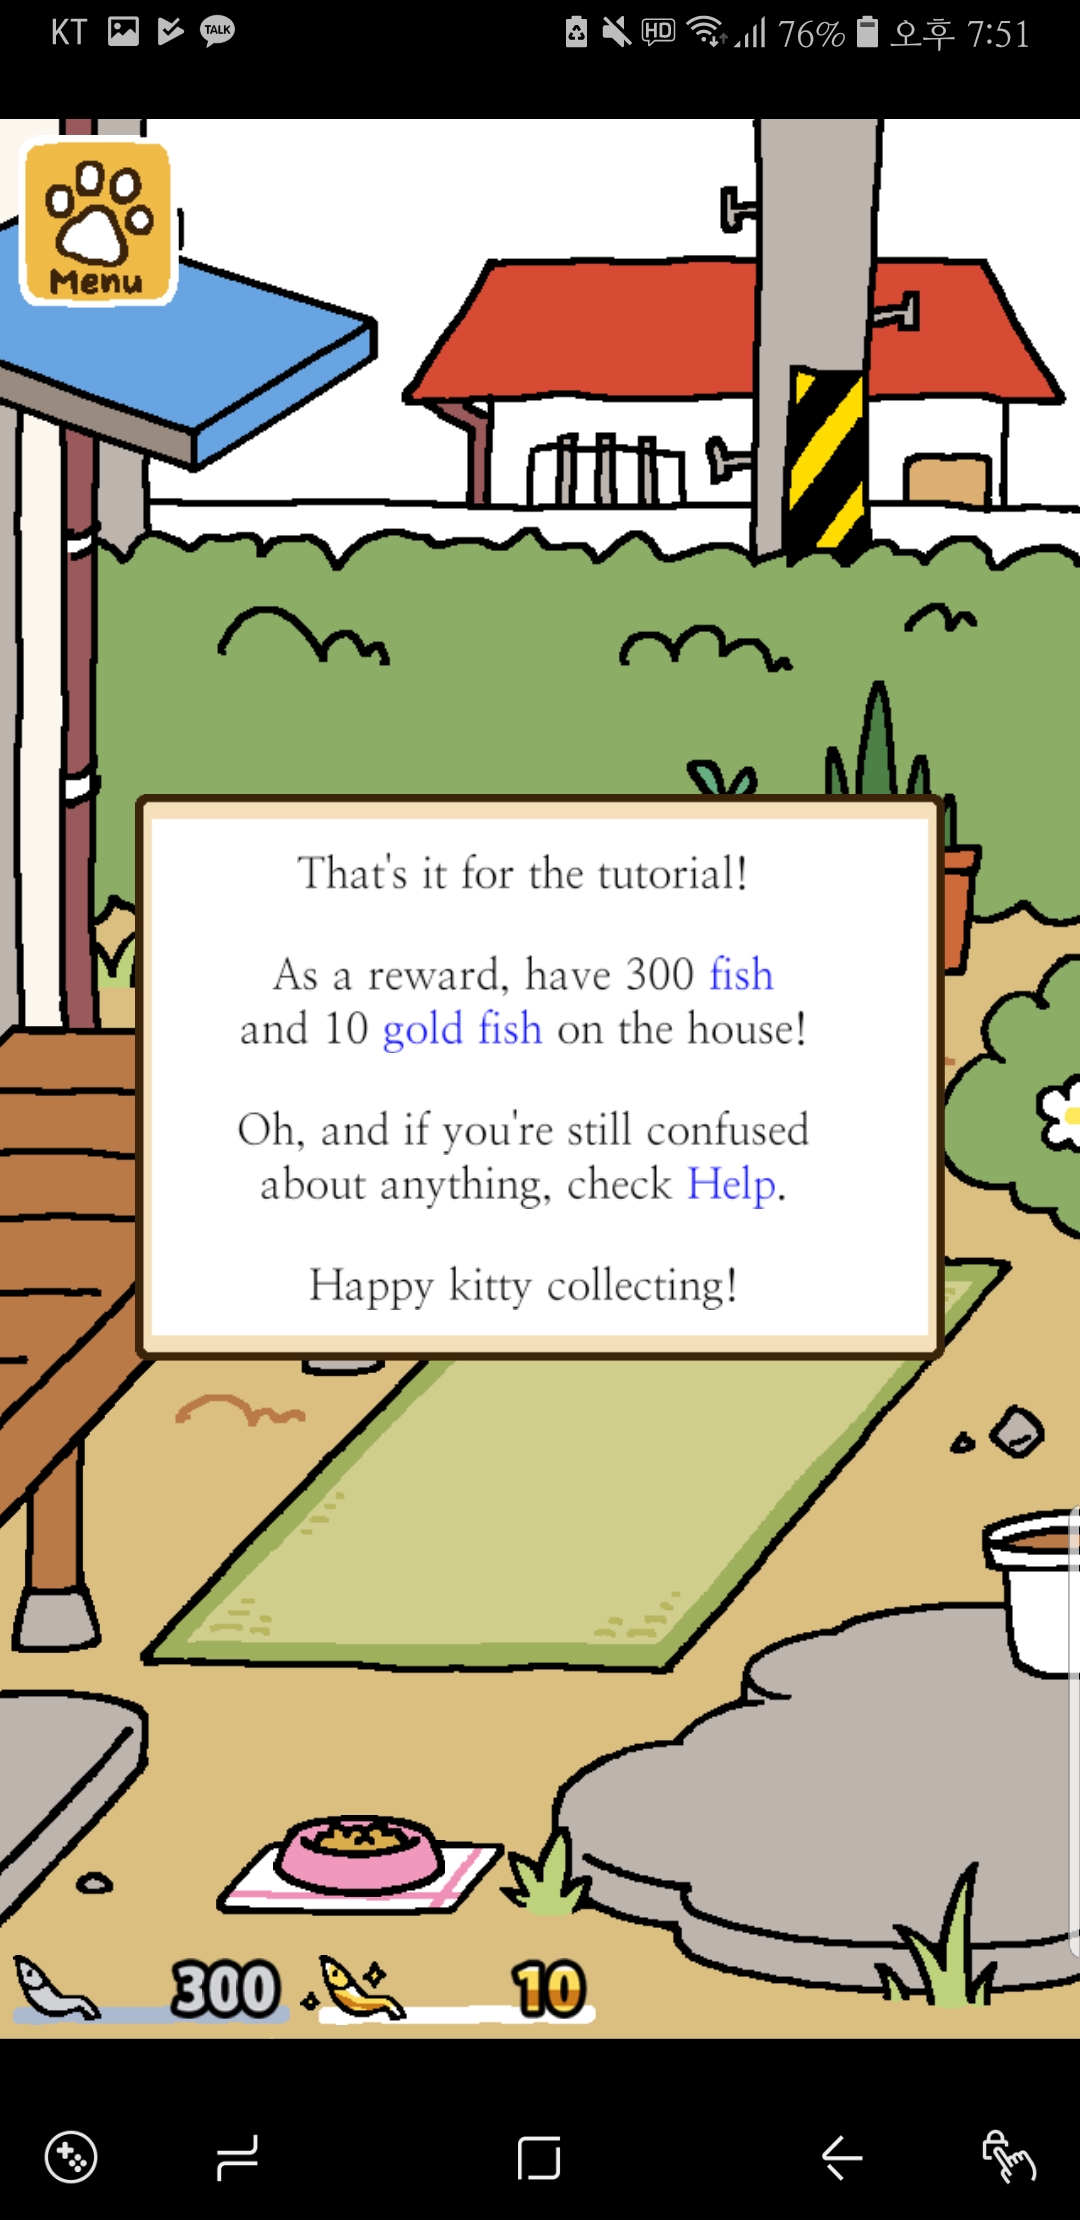 KT TALK HD 76% 오후 7:51
Menu
That's it for the tutorial!
As a reward, have 300 fish
and 10 gold fish on the house!
Oh, and if you're still confused
about anything, check Help.
Happy kitty collecting!
300 10